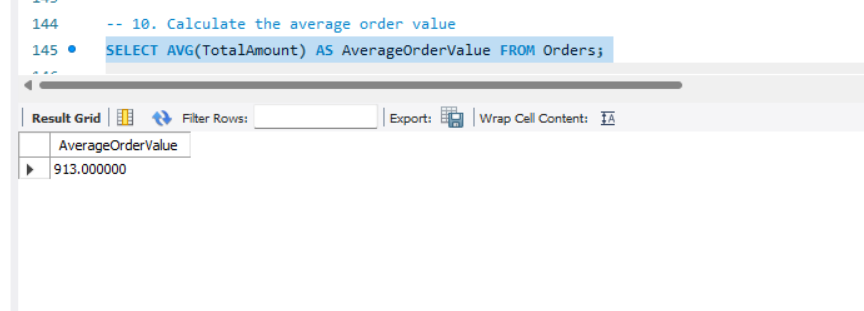 144 -- 10. Calculate the average order value
145 SELECT AVG(TotalAmount) AS AverageOrderValue FROM Orders;
Result Grid Filter Rows: Export: Wrap Cell Content: IA
AverageOrderValue
913.000000